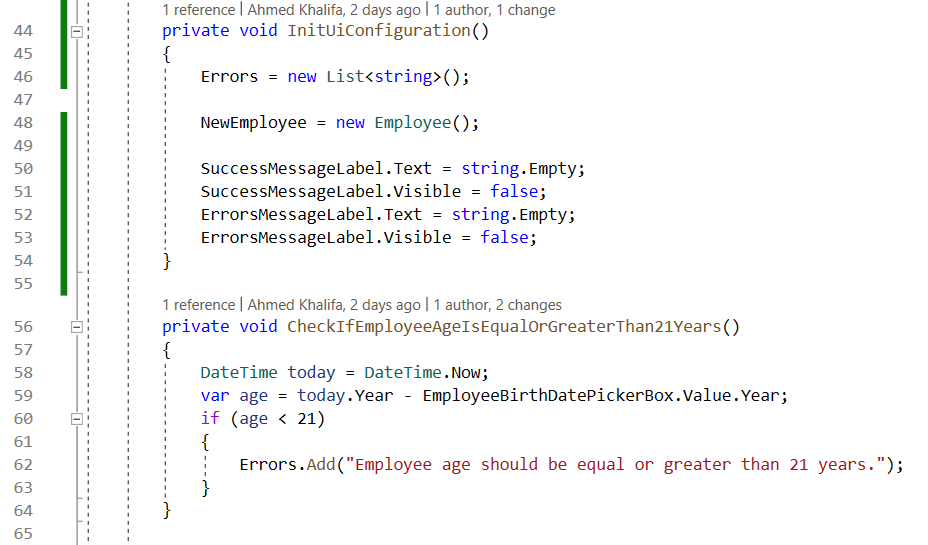 1 reference | Ahmed Khalifa, 2 days ago | 1 author, 1 change
44 private void InitUiConfiguration()
45 {
46 Errors = new List<string>();
47
48 NewEmployee = new Employee();
49
50 SuccessMessageLabel.Text = string.Empty;
51 SuccessMessageLabel.Visible = false;
52 ErrorsMessageLabel.Text = string.Empty;
53 ErrorsMessageLabel.Visible = false;
54 }
55
1 reference | Ahmed Khalifa, 2 days ago | 1 author, 2 changes
56 private void CheckIfEmployeeAgeIsEqualOrGreaterThan21Years()
57 {
58 DateTime today = DateTime.Now;
59 var age = today.Year - EmployeeBirthDatePickerBox.Value.Year;
60 if (age < 21)
61 {
62 Errors.Add("Employee age should be equal or greater than 21 years.");
63 }
64 }
65